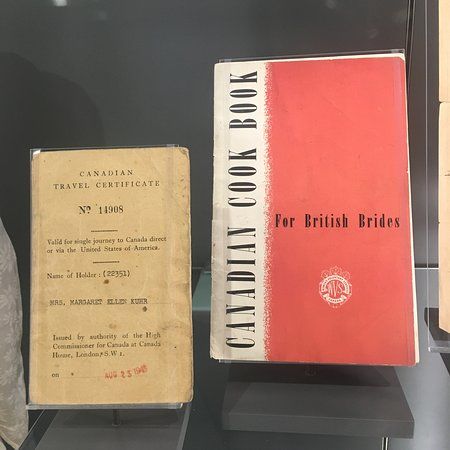 CANADIAN
TRAVEL CERTIFICATE
Nº 14908
Valid for single journey to Canada direct
or via the United States of America.
Name of Holder : (22351)
MRS. MARGARET ELLEN KUHR
Issued by authority of the High
Commissioner for Canada at Canada
House, London, S.W 1.
on
AUG 23
CANADIAN COOK BOOK
For British Brides
WVS